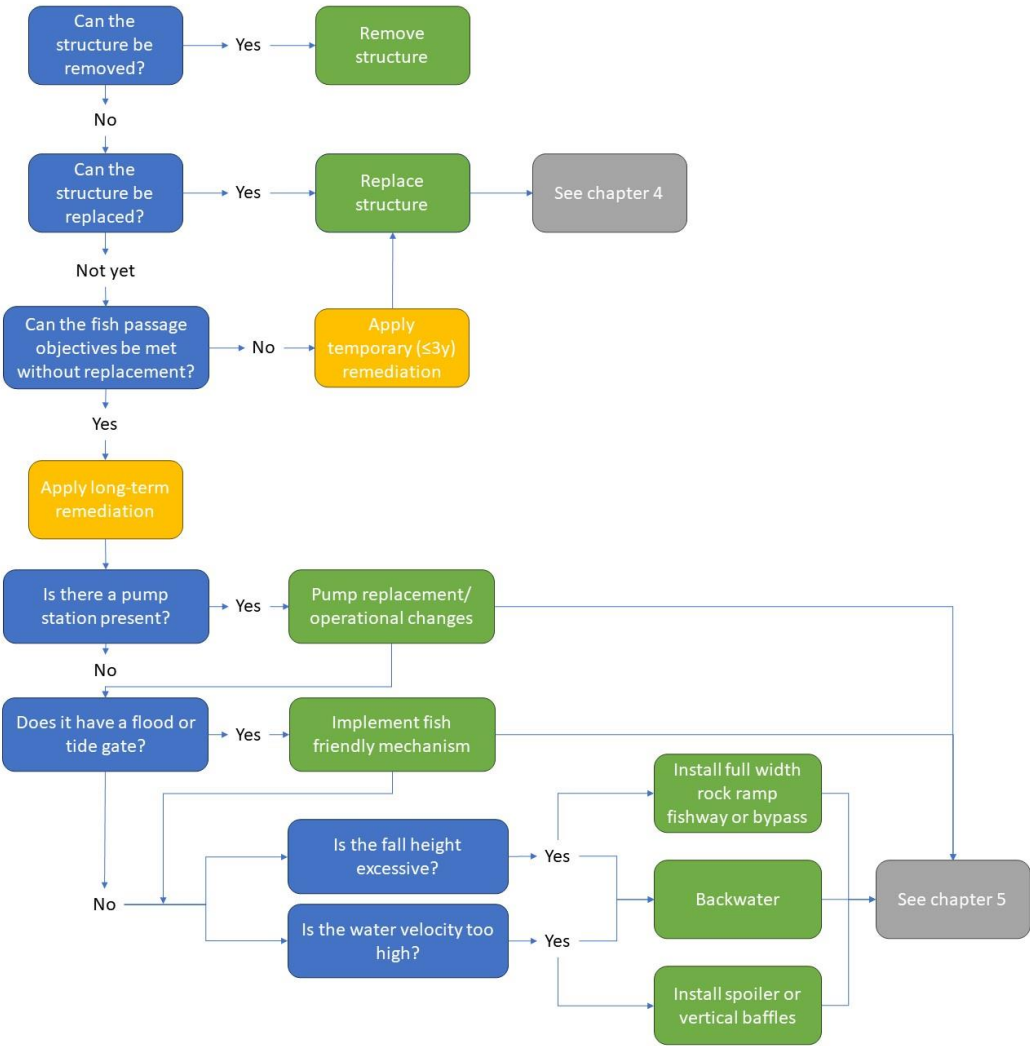 Can the
structure be
removed?
Yes
Remove
structure
No
Can the
structure be
replaced?
Yes
Replace
structure
See chapter 4
Not yet
Can the fish passage
objectives be met
without replacement?
No
Apply
temporary (≤3y)
remediation
Yes
Apply long-term
remediation
Is there a pump
station present?
Yes
Pump replacement/
operational changes
No
Does it have a flood or
tide gate?
Yes
Implement fish
friendly mechanism
No
Is the fall height
excessive?
Yes
Install full width
rock ramp
fishway or bypass
Backwater
See chapter 5
Is the water velocity too
high?
Yes
Install spoiler or
vertical baffles